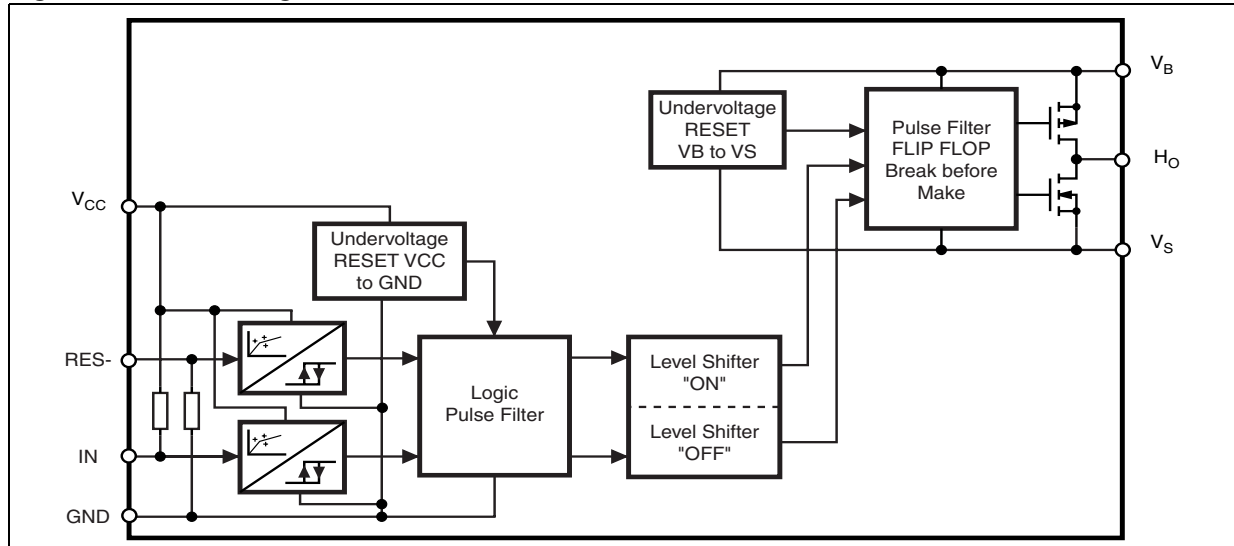 V_B
Undervoltage
RESET
VB to VS
Pulse Filter
FLIP FLOP
Break before
Make
H_O
V_CC
V_S
Undervoltage
RESET VCC
to GND
RES-
Logic
Pulse Filter
Level Shifter
"ON"
Level Shifter
"OFF"
IN
GND